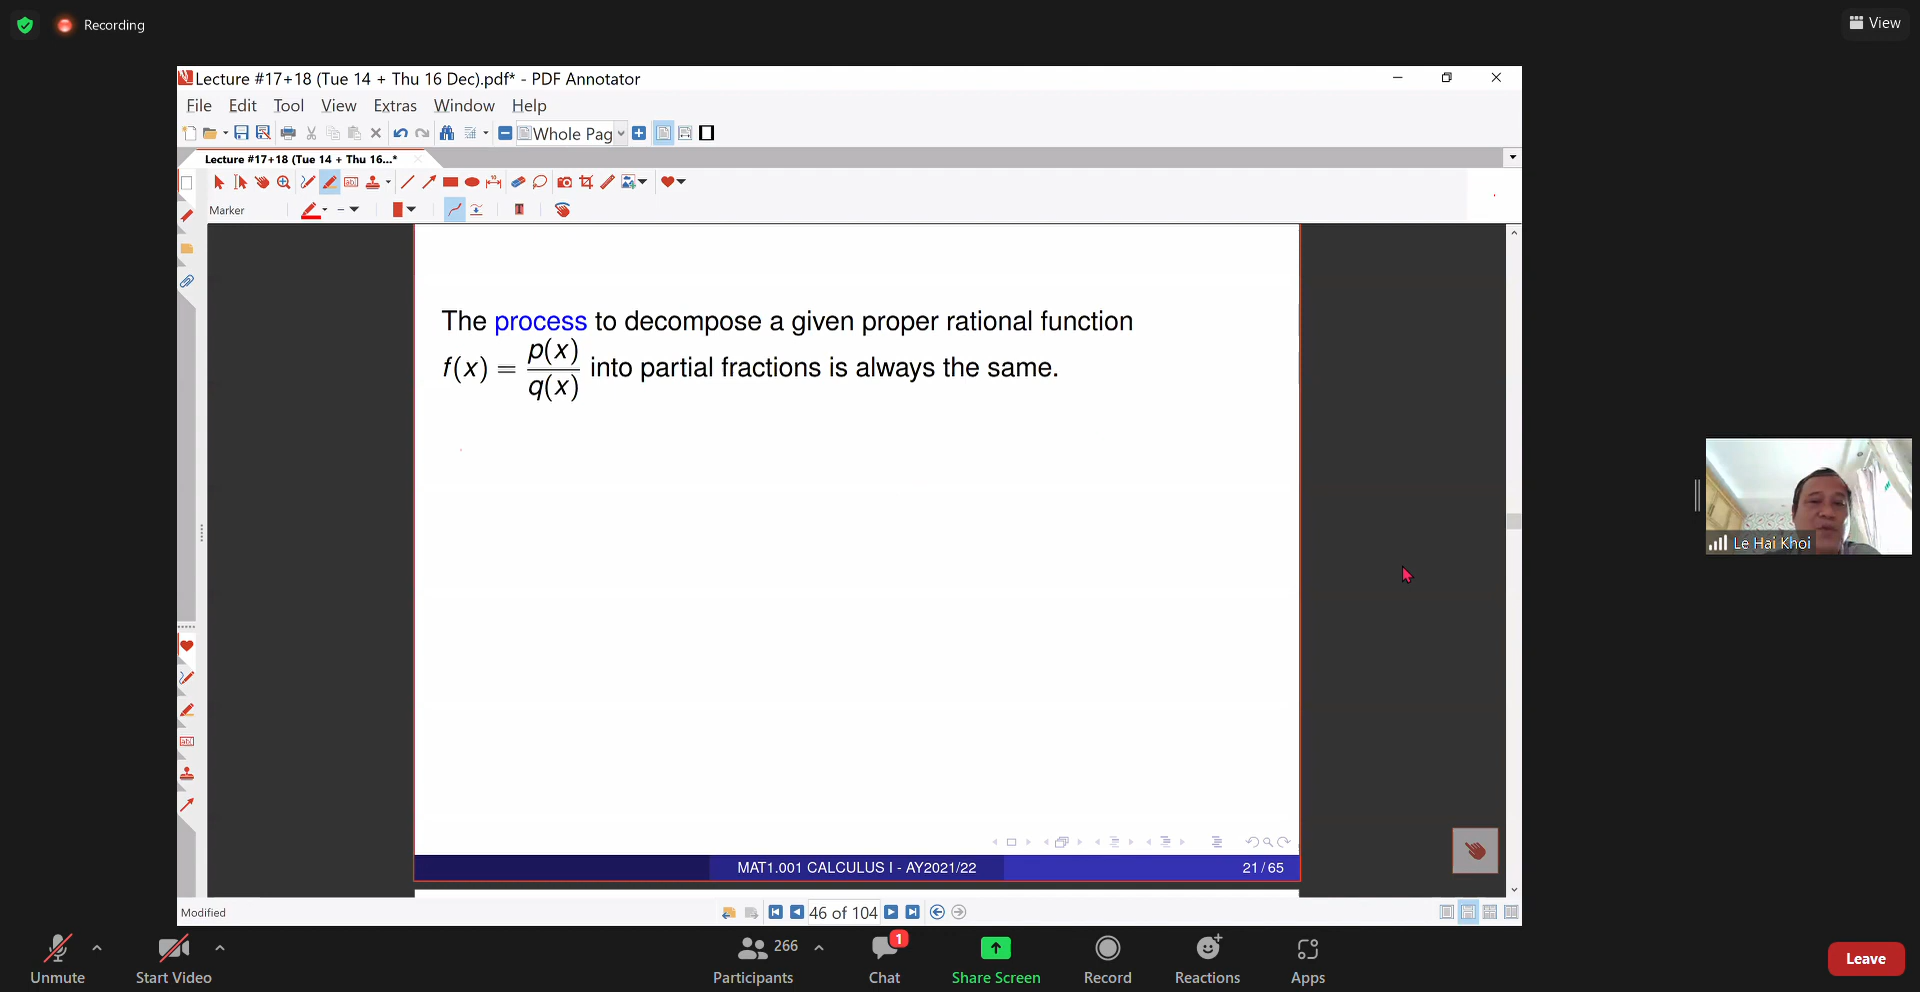 Recording
View
Lecture #17+18 (Tue 14 + Thu 16 Dec).pdf* - PDF Annotator
File Edit Tool View Extras Window Help
Whole Pag
Lecture #17+18 (Tue 14 + Thu 16...*
Marker
The process to decompose a given proper rational function
f(x) = p(x)/q(x) into partial fractions is always the same.
Le Hai Khoi
MAT1.001 CALCULUS I - AY2021/22 21/65
Modified 46 of 104
266 1
Unmute Start Video Participants Chat Share Screen Record Reactions Apps Leave